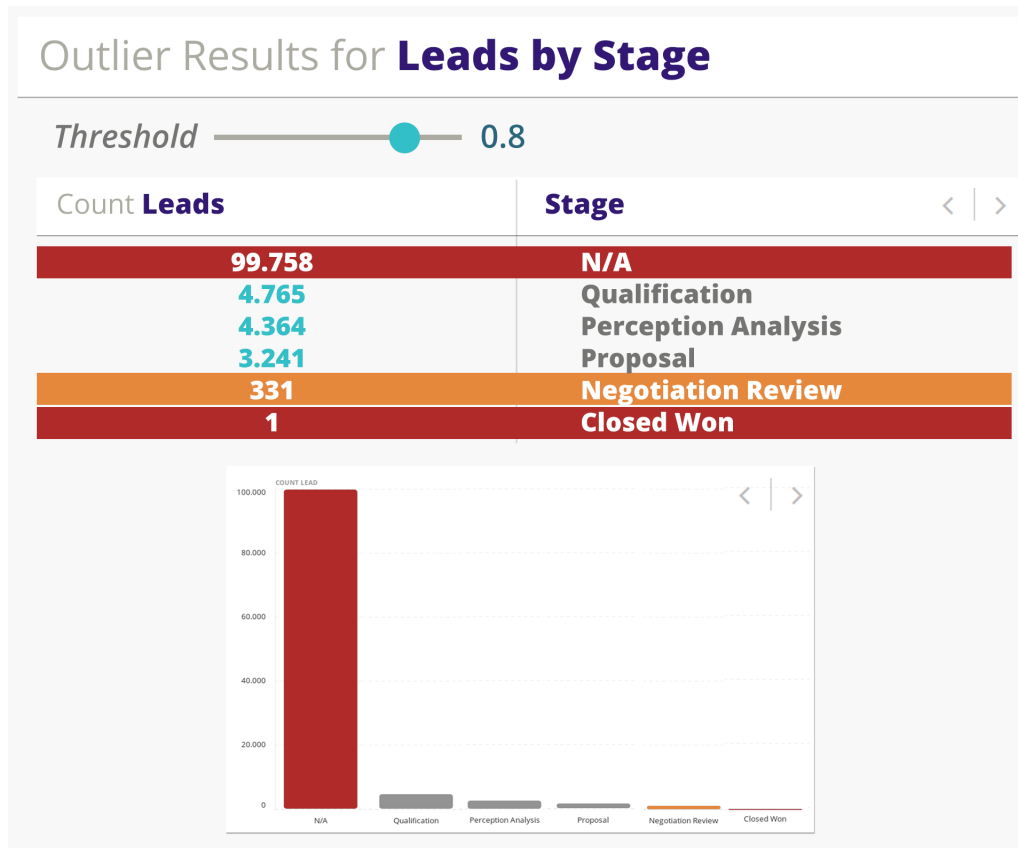 Outlier Results for Leads by Stage
Threshold 0.8
Count Leads Stage
99.758 N/A
4.765 Qualification
4.364 Perception Analysis
3.241 Proposal
331 Negotiation Review
1 Closed Won
COUNT LEAD
100.000
80.000
60.000
40.000
20.000
0
N/A Qualification Perception Analysis Proposal Negotiation Review Closed Won